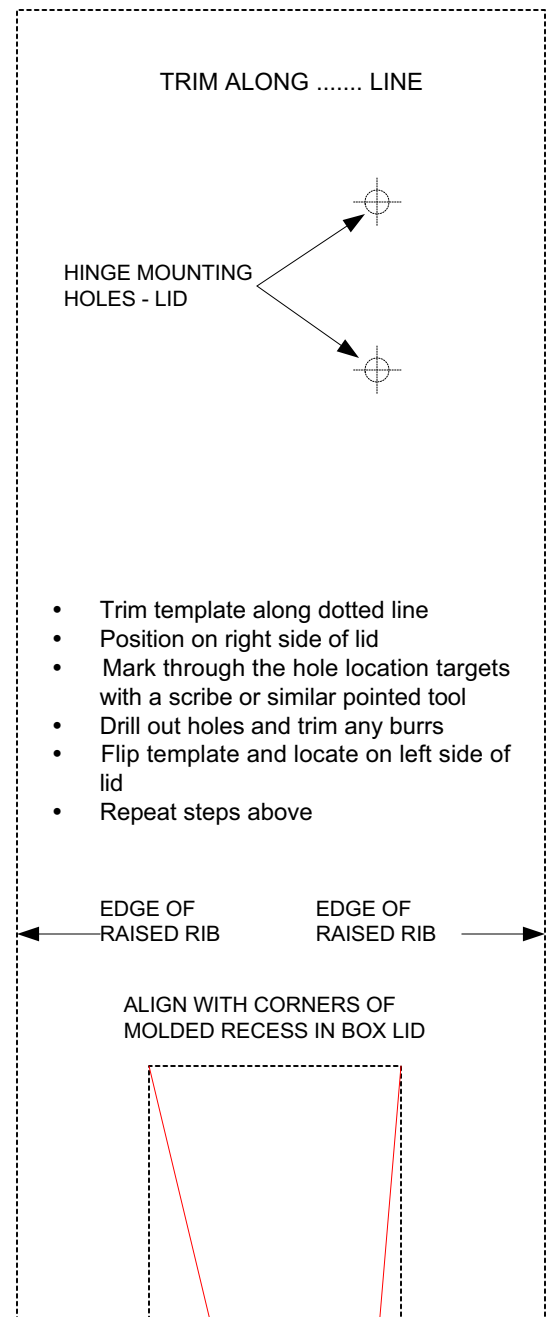 TRIM ALONG ....... LINE
HINGE MOUNTING
HOLES - LID
• Trim template along dotted line
• Position on right side of lid
• Mark through the hole location targets
with a scribe or similar pointed tool
• Drill out holes and trim any burrs
• Flip template and locate on left side of
lid
• Repeat steps above
EDGE OF
RAISED RIB
EDGE OF
RAISED RIB
ALIGN WITH CORNERS OF
MOLDED RECESS IN BOX LID